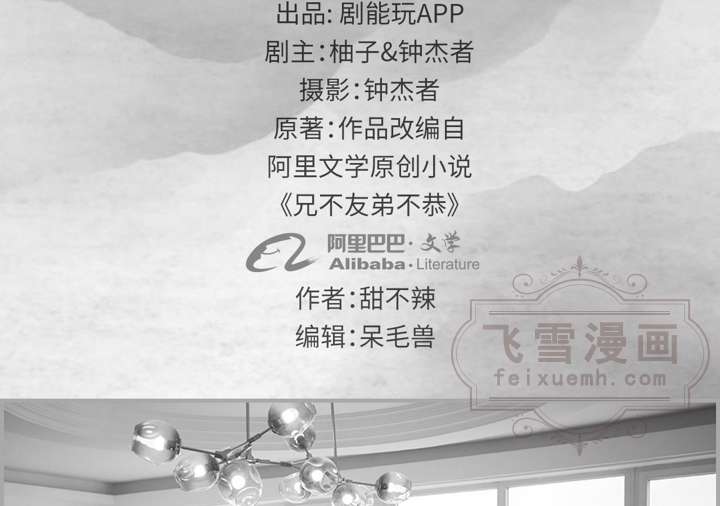 出品: 剧能玩APP
剧主:柚子&钟杰者
摄影:钟杰者
原著:作品改编自
阿里文学原创小说
《兄不友弟不恭》
阿里巴巴·文学
Alibaba·Literature
作者:甜不辣
编辑:呆毛兽
飞雪漫画
feixuemh.com